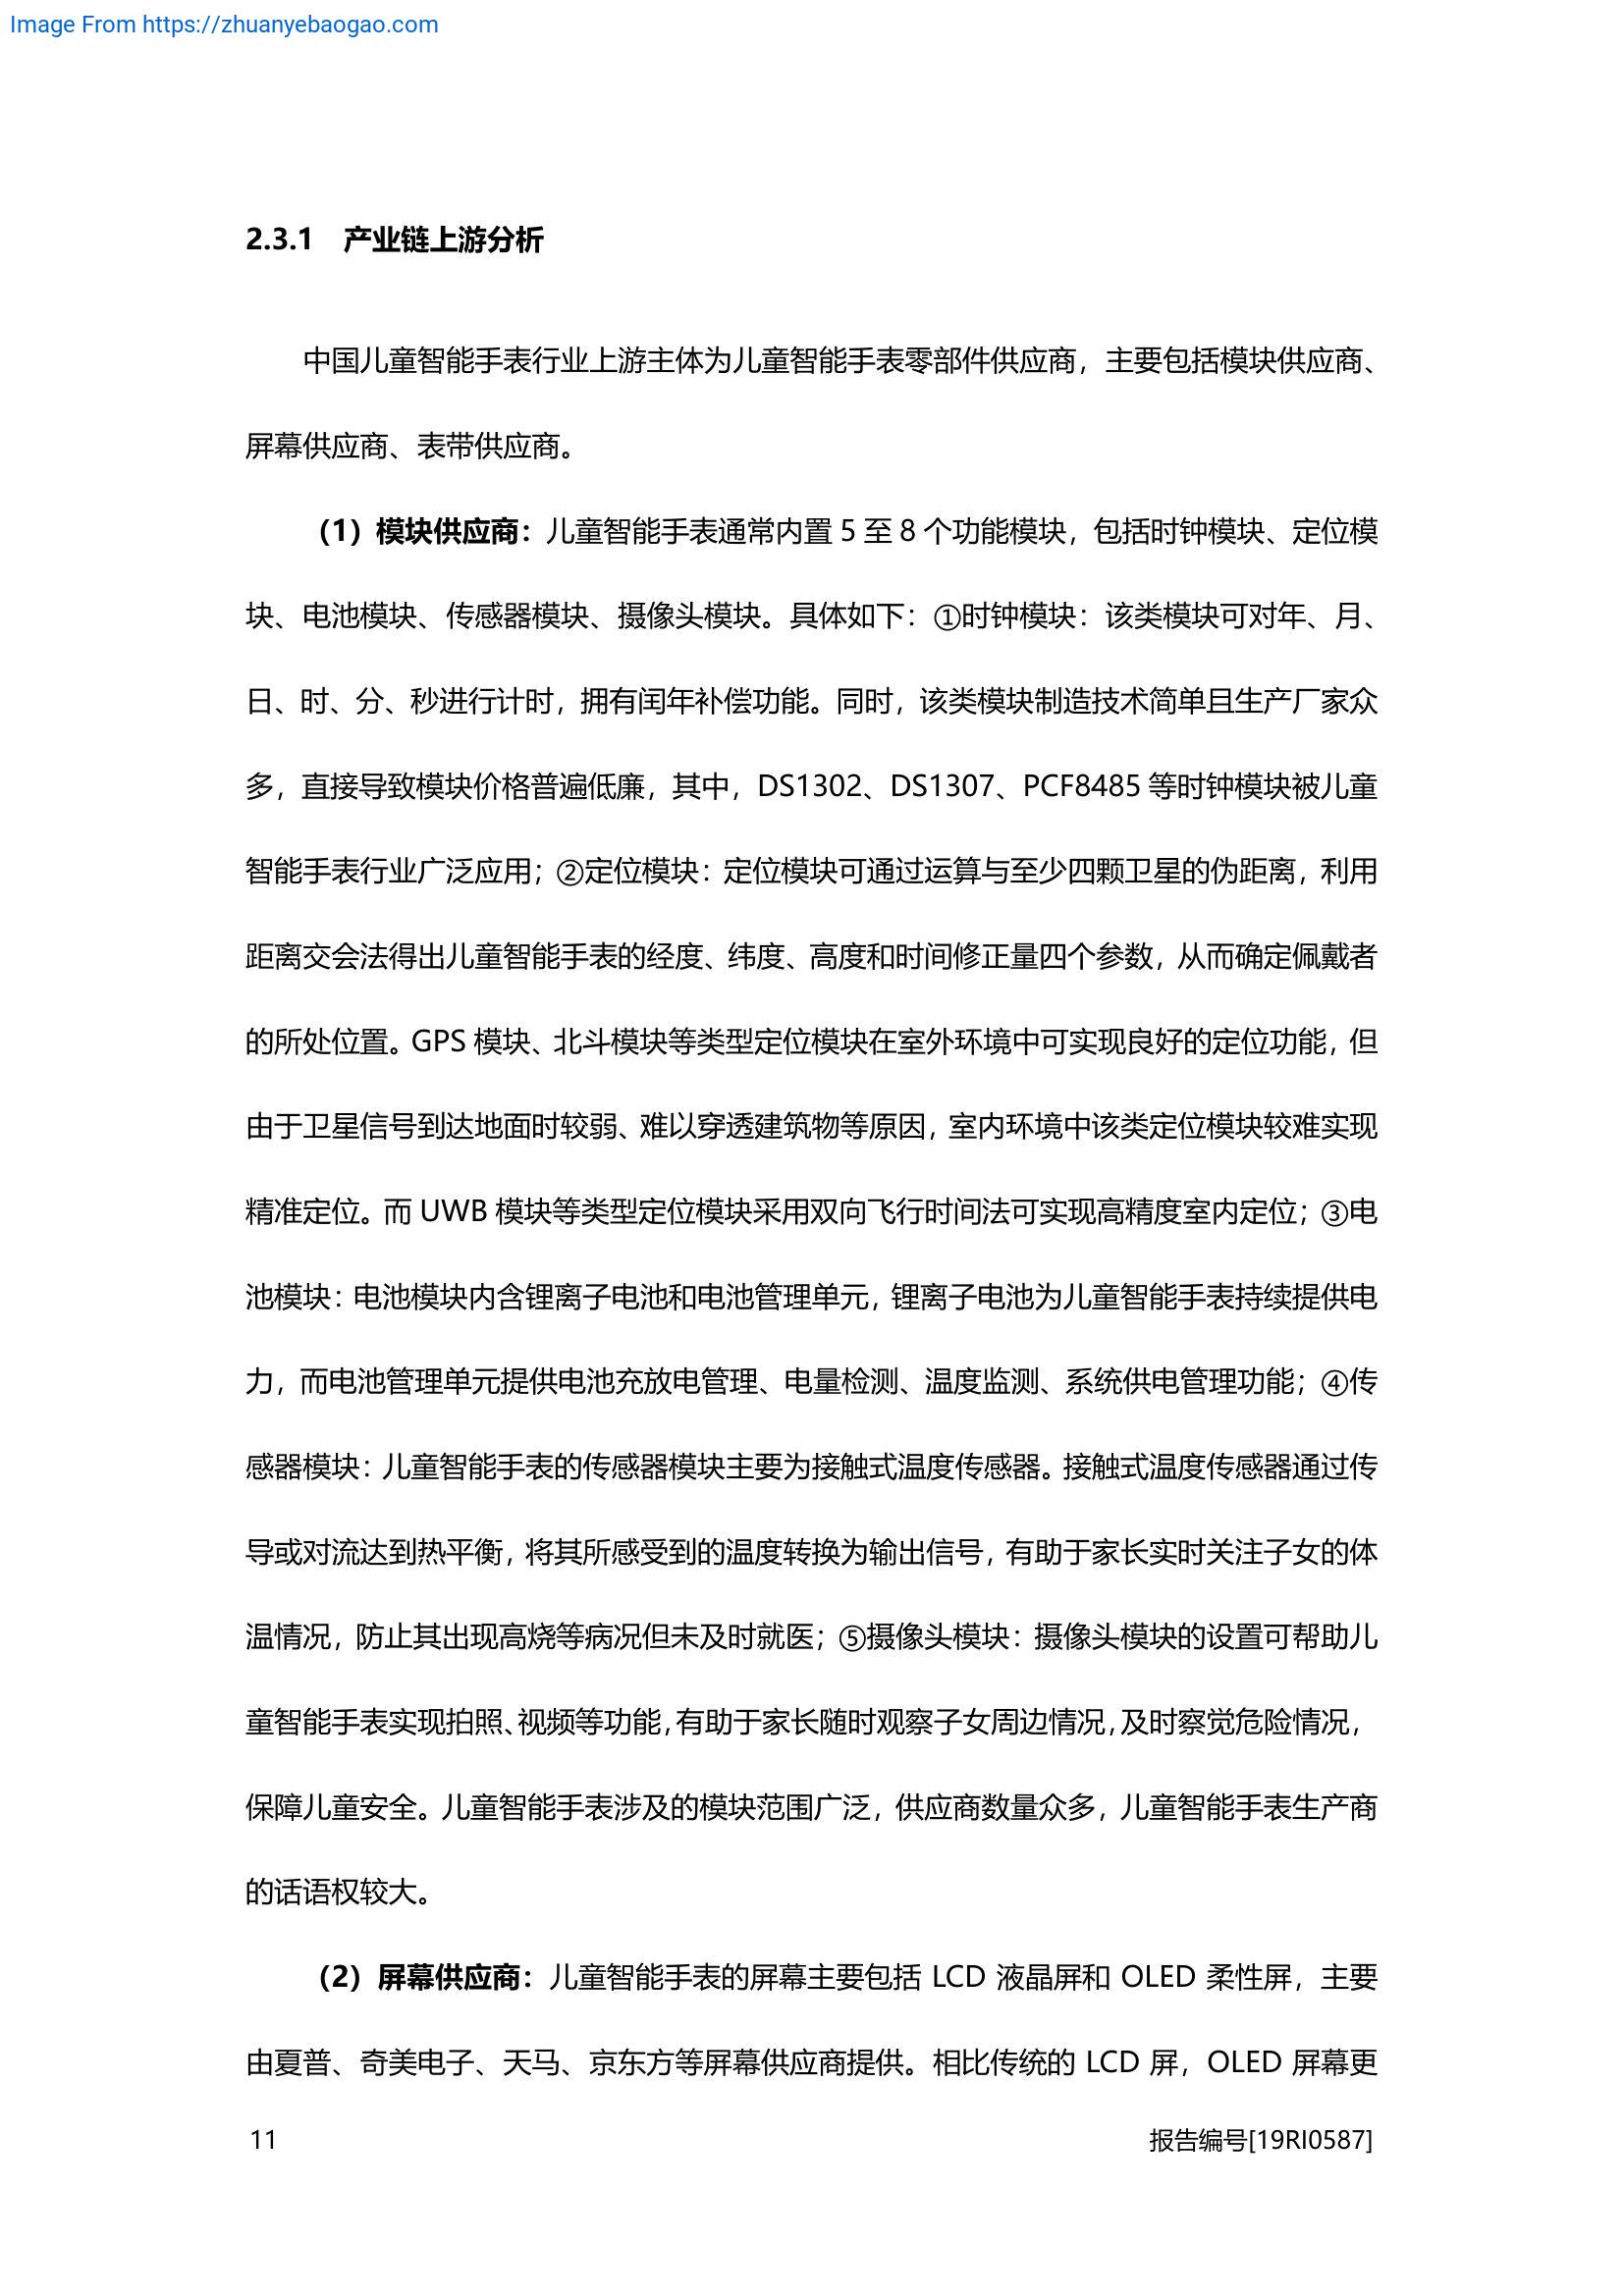 Image From https://zhuanyebaogao.com
2.3.1 产业链上游分析
中国儿童智能手表行业上游主体为儿童智能手表零部件供应商，主要包括模块供应商、
屏幕供应商、表带供应商。
（1）模块供应商：儿童智能手表通常内置 5 至 8 个功能模块，包括时钟模块、定位模
块、电池模块、传感器模块、摄像头模块。具体如下：①时钟模块：该类模块可对年、月、
日、时、分、秒进行计时，拥有闰年补偿功能。同时，该类模块制造技术简单且生产厂家众
多，直接导致模块价格普遍低廉，其中，DS1302、DS1307、PCF8485 等时钟模块被儿童
智能手表行业广泛应用；②定位模块：定位模块可通过运算与至少四颗卫星的伪距离，利用
距离交会法得出儿童智能手表的经度、纬度、高度和时间修正量四个参数，从而确定佩戴者
的所处位置。GPS 模块、北斗模块等类型定位模块在室外环境中可实现良好的定位功能，但
由于卫星信号到达地面时较弱、难以穿透建筑物等原因，室内环境中该类定位模块较难实现
精准定位。而 UWB 模块等类型定位模块采用双向飞行时间法可实现高精度室内定位；③电
池模块：电池模块内含锂离子电池和电池管理单元，锂离子电池为儿童智能手表持续提供电
力，而电池管理单元提供电池充放电管理、电量检测、温度监测、系统供电管理功能；④传
感器模块：儿童智能手表的传感器模块主要为接触式温度传感器。接触式温度传感器通过传
导或对流达到热平衡，将其所感受到的温度转换为输出信号，有助于家长实时关注子女的体
温情况，防止其出现高烧等病况但未及时就医；⑤摄像头模块：摄像头模块的设置可帮助儿
童智能手表实现拍照、视频等功能，有助于家长随时观察子女周边情况，及时察觉危险情况，
保障儿童安全。儿童智能手表涉及的模块范围广泛，供应商数量众多，儿童智能手表生产商
的话语权较大。
（2）屏幕供应商：儿童智能手表的屏幕主要包括 LCD 液晶屏和 OLED 柔性屏，主要
由夏普、奇美电子、天马、京东方等屏幕供应商提供。相比传统的 LCD 屏，OLED 屏幕更
11 报告编号[19RI0587]